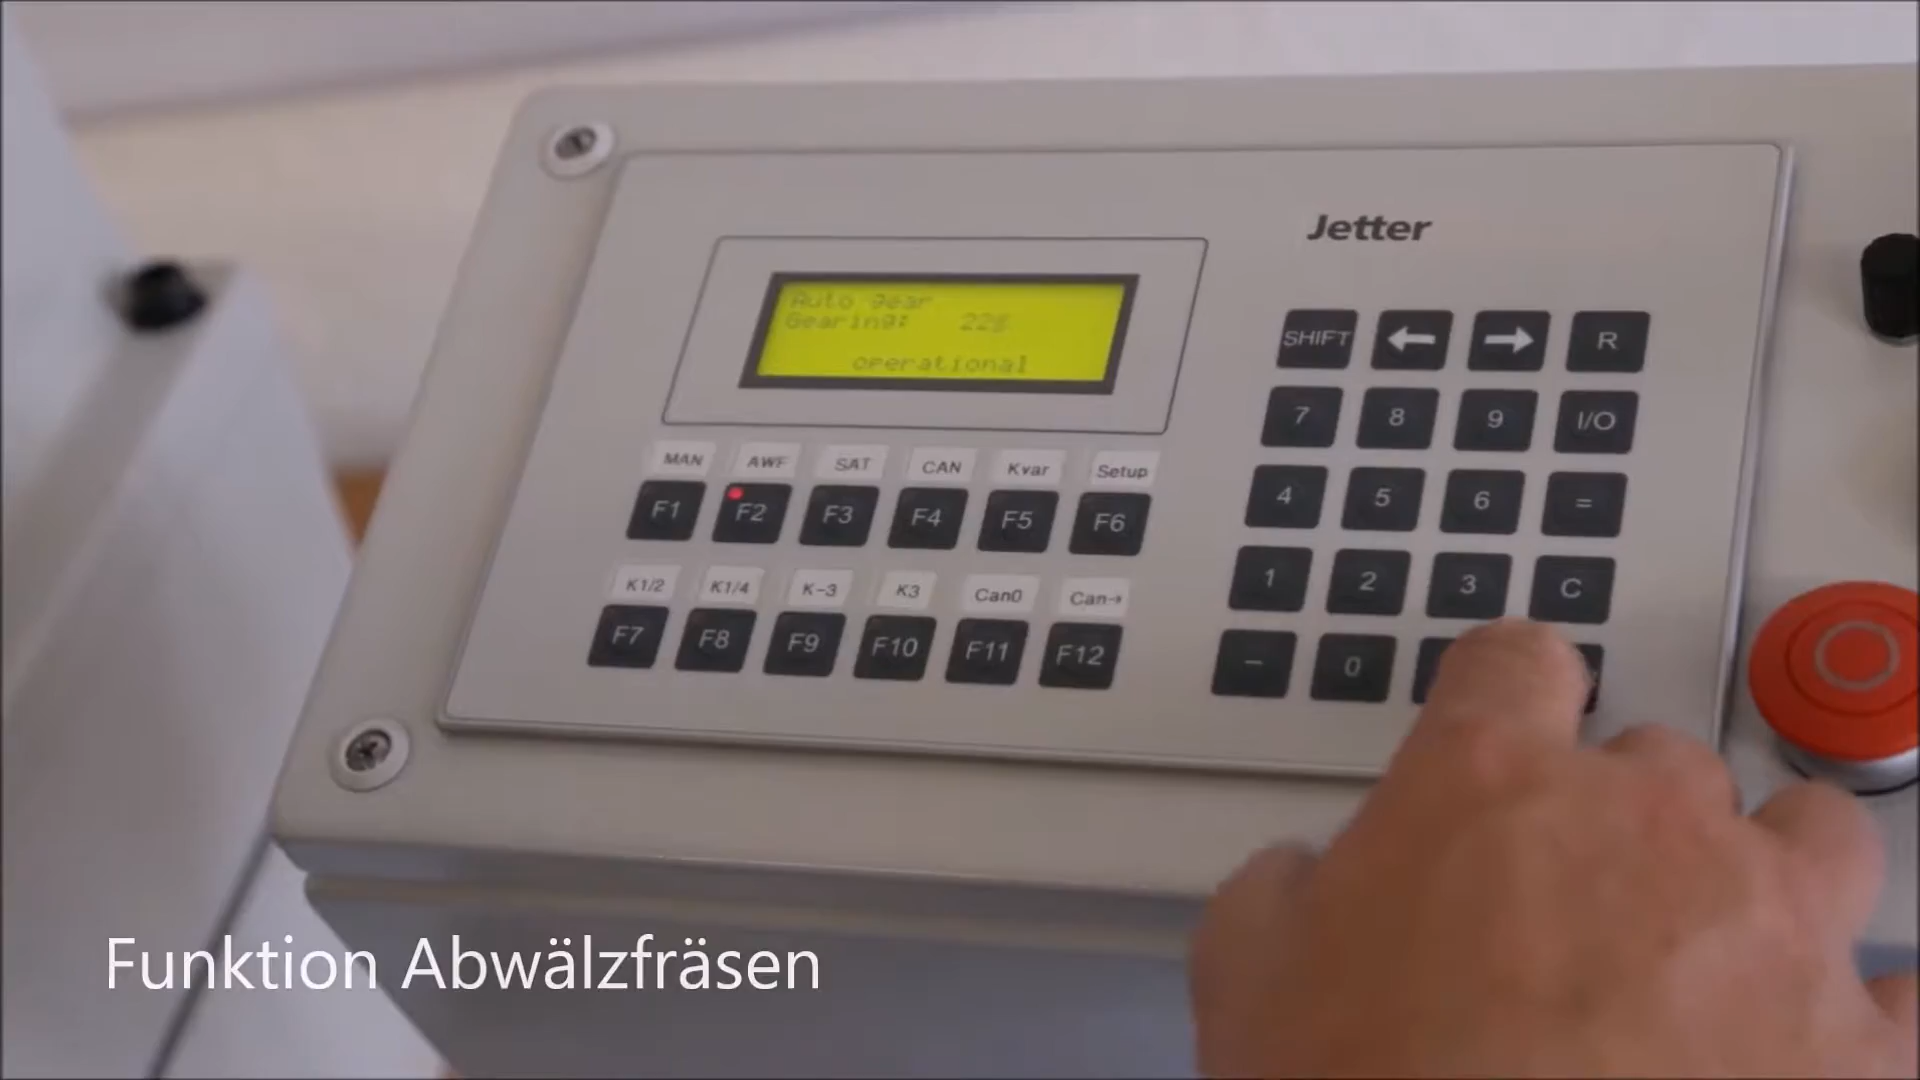 Jetter
Auto gear
Gearing:
operational
SHIFT R
7 8 9 I/O
MAN AWF SAT CAN Kvar Setup
F1 F2 F3 F4 F5 F6
4 5 6 =
K1/2 K1/4 K-3 K3 Can0 Can→
F7 F8 F9 F10 F11 F12
1 2 3 C
- 0
Funktion Abwälzfräsen